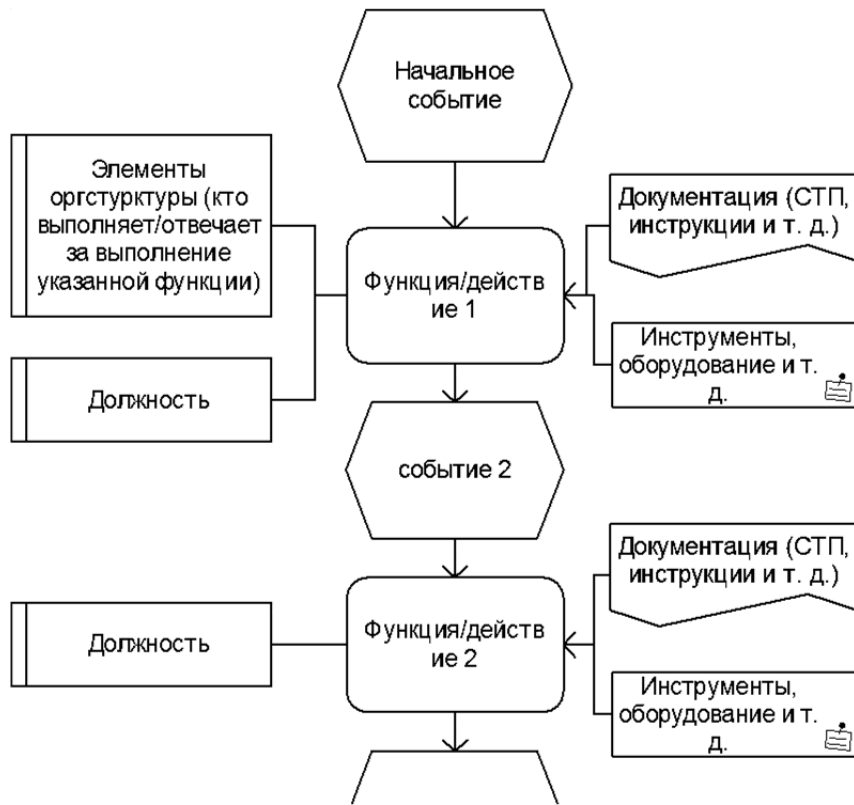 Начальное
событие
Элементы
оргстурктуры (кто
выполняет/отвечает
за выполнение
указанной функции)
Документация (СТП,
инструкции и т. д.)
Функция/действ
ие 1
Инструменты,
оборудование и т.
д.
Должность
событие 2
Документация (СТП,
инструкции и т. д.)
Функция/действ
ие 2
Должность
Инструменты,
оборудование и т.
д.